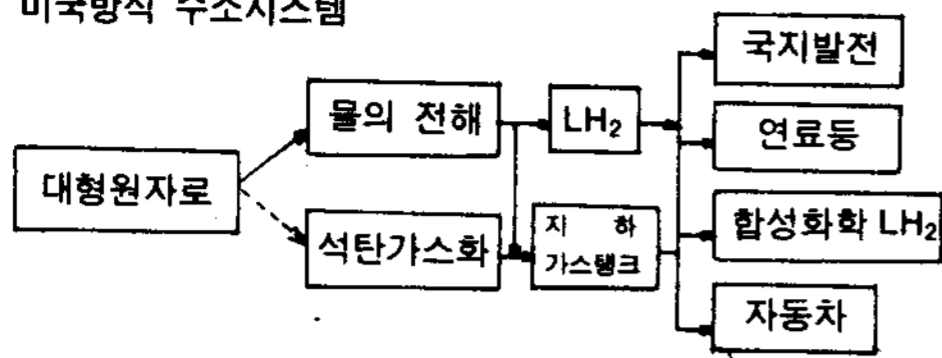 미국방식 수소시스템
대형원자로
물의 전해
석탄가스화
LH₂
지 하
가스탱크
국지발전
연료등
합성화학 LH₂
자동차